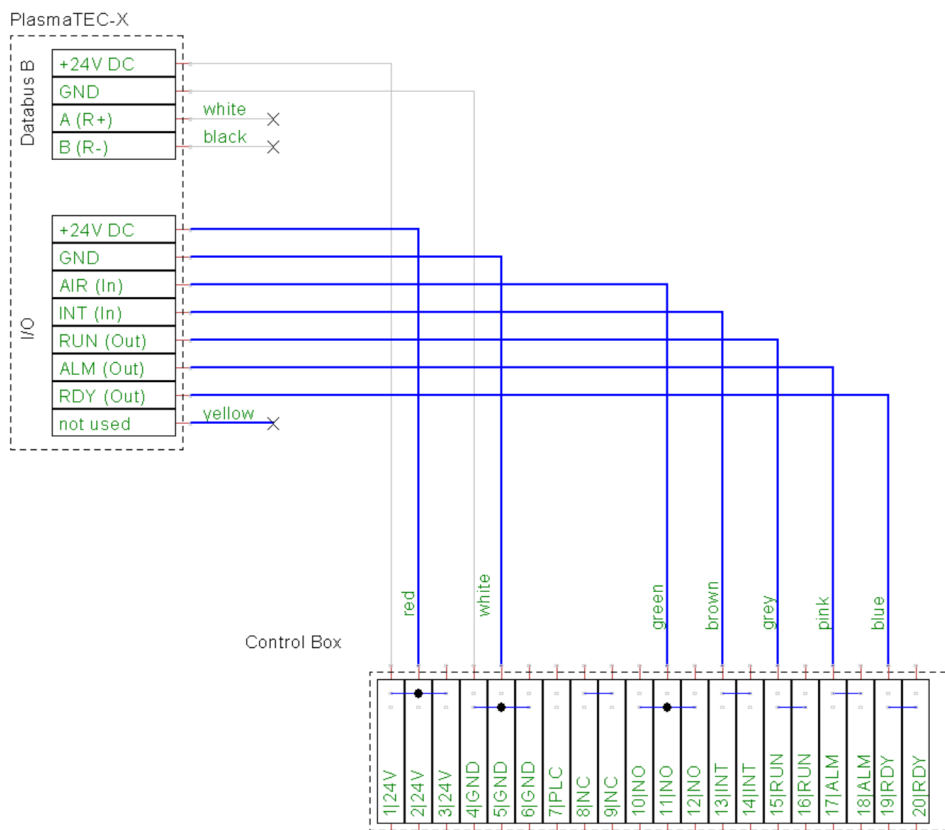 PlasmaTEC-X
Databus B
+24V DC
GND
A (R+)
white
B (R-)
black
I/O
+24V DC
GND
AIR (In)
INT (In)
RUN (Out)
ALM (Out)
RDY (Out)
not used
yellow
red
white
green
brown
grey
pink
blue
Control Box
1|24V
2|24V
3|24V
4|GND
5|GND
6|GND
7|PLC
8|NC
9|NC
10|NO
11|NO
12|NO
13|INT
14|INT
15|RUN
16|RUN
17|ALM
18|ALM
19|RDY
20|RDY